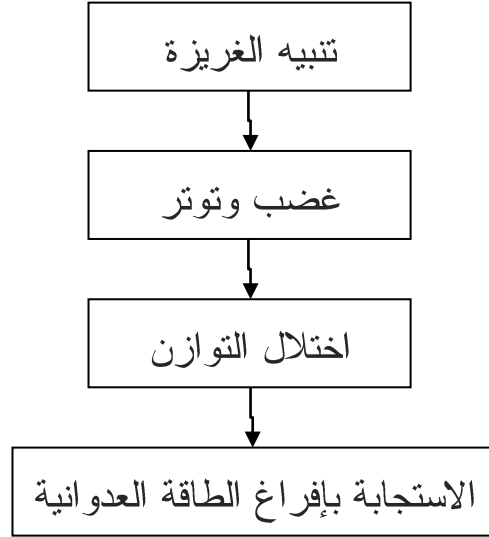 تنبيه الغريزة
غضب وتوتر
اختلال التوازن
الاستجابة بإفراغ الطاقة العدوانية